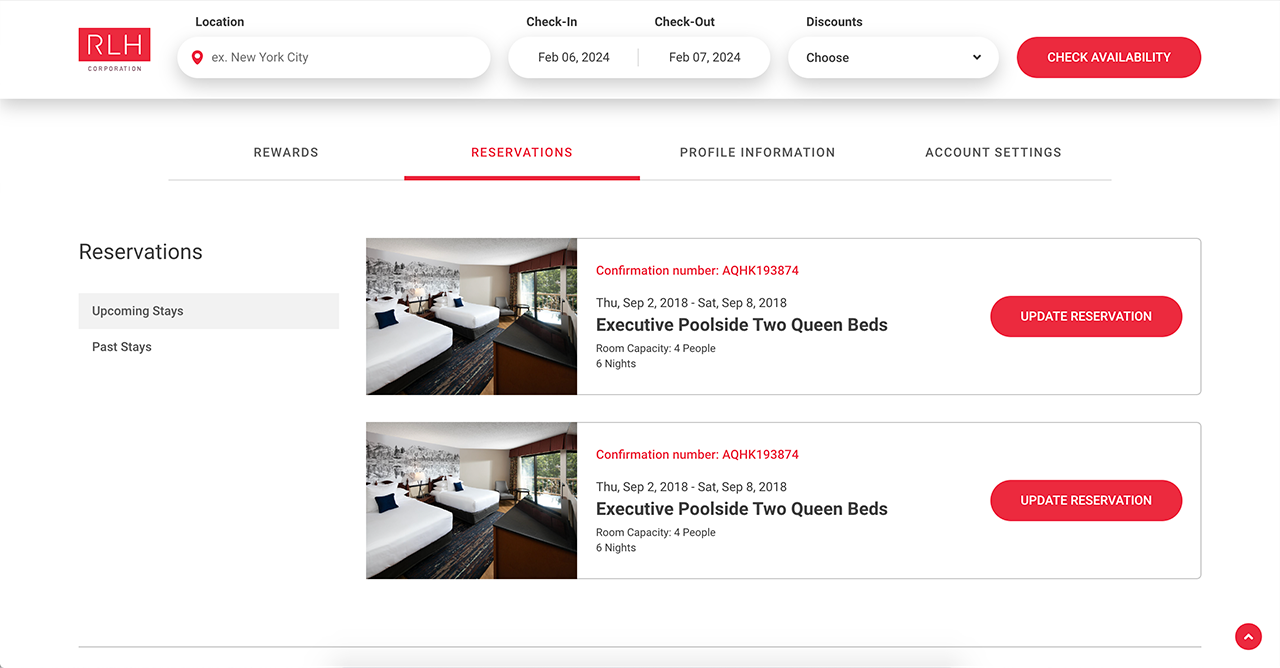 RLH
CORPORATION
Location
ex. New York City
Check-In
Check-Out
Feb 06, 2024
Feb 07, 2024
Discounts
Choose
CHECK AVAILABILITY
REWARDS
RESERVATIONS
PROFILE INFORMATION
ACCOUNT SETTINGS
Reservations
Upcoming Stays
Past Stays
Confirmation number: AQHK193874
Thu, Sep 2, 2018 - Sat, Sep 8, 2018
Executive Poolside Two Queen Beds
Room Capacity: 4 People
6 Nights
UPDATE RESERVATION
Confirmation number: AQHK193874
Thu, Sep 2, 2018 - Sat, Sep 8, 2018
Executive Poolside Two Queen Beds
Room Capacity: 4 People
6 Nights
UPDATE RESERVATION